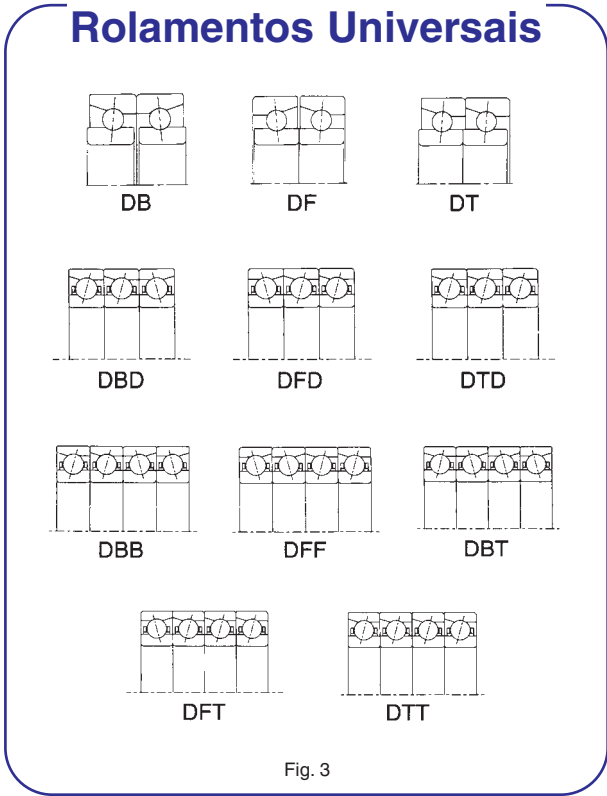 Rolamentos Universais
DB DF DT
DBD DFD DTD
DBB DFF DBT
DFT DTT
Fig. 3